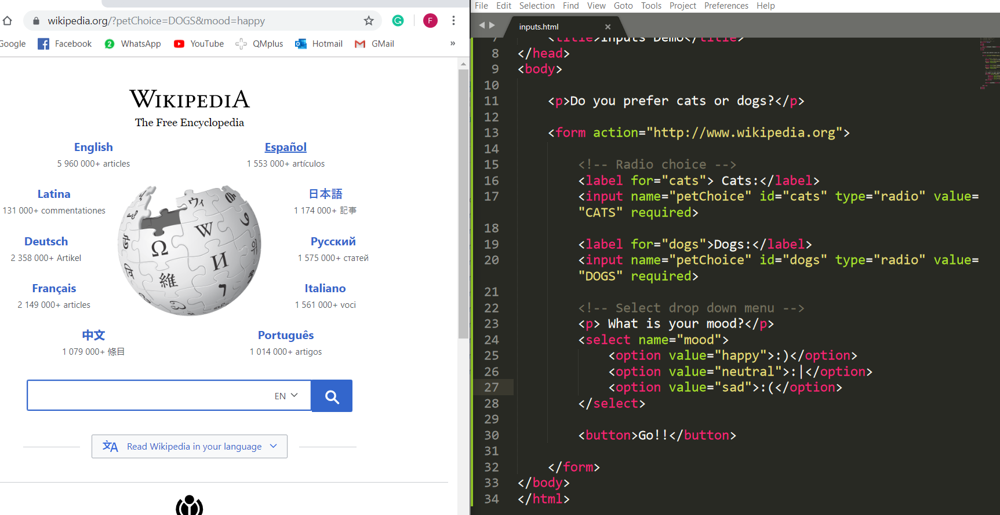 wikipedia.org/?petChoice=DOGS&mood=happy
F
Google Facebook 2 WhatsApp YouTube QMplus Hotmail GMail »
WIKIPEDIA
The Free Encyclopedia
English
5 960 000+ articles
Español
1 553 000+ artículos
Latina
131 000+ commentationes
日本語
1 174 000+ 記事
Deutsch
2 358 000+ Artikel
Русский
1 575 000+ статей
Français
2 149 000+ articles
Italiano
1 561 000+ voci
中文
1 079 000+ 條目
Português
1 014 000+ artigos
Ω W И 維 ウィ 7
EN
Read Wikipedia in your language
File Edit Selection Find View Goto Tools Project Preferences Help
inputs.html ×
7 <title>Inputs Demo</title>
8 </head>
9 <body>
10
11 <p>Do you prefer cats or dogs?</p>
12
13 <form action="http://www.wikipedia.org">
14
15 <!-- Radio choice -->
16 <label for="cats"> Cats:</label>
17 <input name="petChoice" id="cats" type="radio" value=
"CATS" required>
18
19 <label for="dogs">Dogs:</label>
20 <input name="petChoice" id="dogs" type="radio" value=
"DOGS" required>
21
22 <!-- Select drop down menu -->
23 <p> What is your mood?</p>
24 <select name="mood">
25 <option value="happy">:)</option>
26 <option value="neutral">:|</option>
27 <option value="sad">:(</option>
28 </select>
29
30 <button>Go!!</button>
31
32 </form>
33 </body>
34 </html>